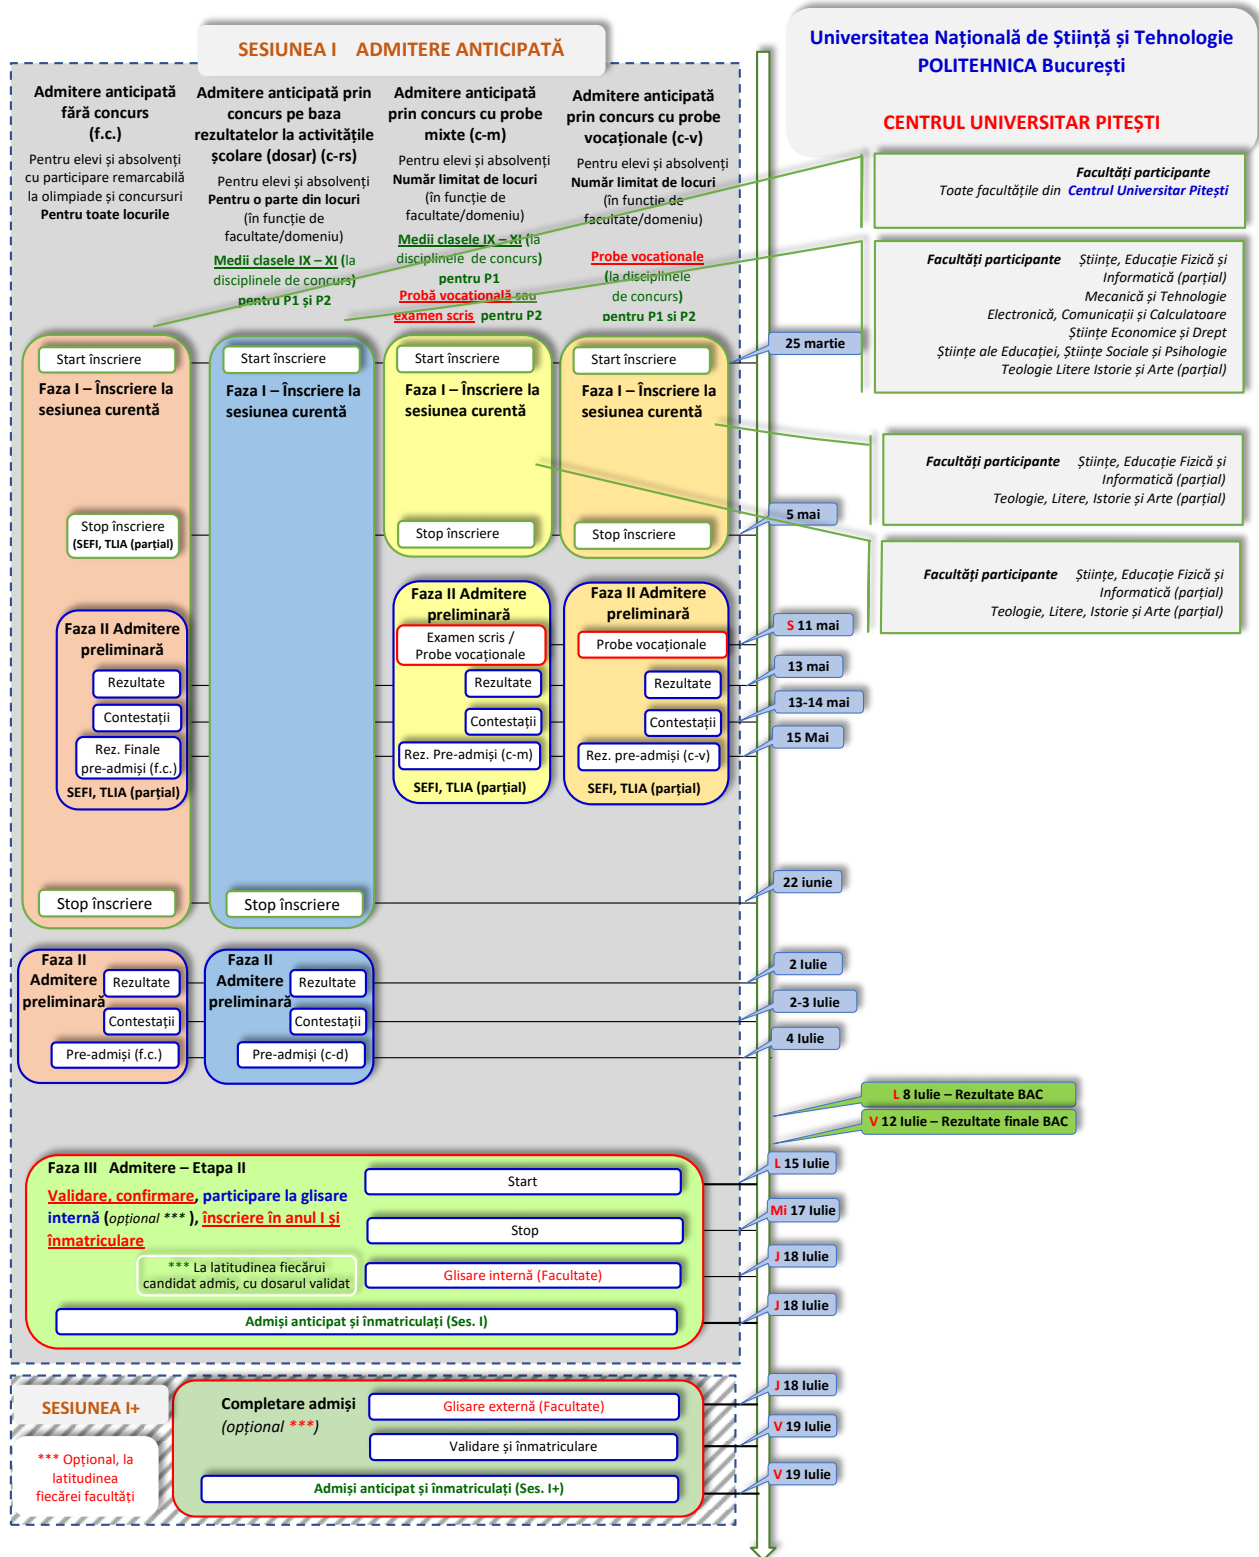 SESIUNEA I ADMITERE ANTICIPATĂ
Universitatea Națională de Știință și Tehnologie
POLITEHNICA București
CENTRUL UNIVERSITAR PITEȘTI
Admitere anticipată
fără concurs
(f.c.)
Pentru elevi și absolvenți
cu participare remarcabilă
la olimpiade și concursuri
Pentru toate locurile
Admitere anticipată prin
concurs pe baza
rezultatelor la activitățile
școlare (dosar) (c-rs)
Pentru elevi și absolvenți
Pentru o parte din locuri
(în funcție de
facultate/domeniu)
Medii clasele IX – XI (la
disciplinele de concurs)
pentru P1 și P2
Admitere anticipată
prin concurs cu probe
mixte (c-m)
Pentru elevi și absolvenți
Număr limitat de locuri
(în funcție de
facultate/domeniu)
Medii clasele IX – XI (la
disciplinele de concurs)
pentru P1
Probă vocațională sau
examen scris pentru P2
Admitere anticipată
prin concurs cu probe
vocaționale (c-v)
Pentru elevi și absolvenți
Număr limitat de locuri
(în funcție de
facultate/domeniu)
Probe vocaționale
(la disciplinele
de concurs)
pentru P1 si P2
Facultăți participante
Toate facultățile din Centrul Universitar Pitești
Facultăți participante Științe, Educație Fizică și
Informatică (parțial)
Mecanică și Tehnologie
Electronică, Comunicații și Calculatoare
Științe Economice și Drept
Științe ale Educației, Științe Sociale și Psihologie
Teologie Litere Istorie și Arte (parțial)
Start înscriere
Start înscriere
Start înscriere
Start înscriere
25 martie
Faza I – Înscriere la
sesiunea curentă
Faza I – Înscriere la
sesiunea curentă
Faza I – Înscriere la
sesiunea curentă
Faza I – Înscriere la
sesiunea curentă
Facultăți participante Științe, Educație Fizică și
Informatică (parțial)
Teologie, Litere, Istorie și Arte (parțial)
Stop înscriere
(SEFI, TLIA (parțial)
Stop înscriere
Stop înscriere
5 mai
Facultăți participante Științe, Educație Fizică și
Informatică (parțial)
Teologie, Litere, Istorie și Arte (parțial)
Faza II Admitere
preliminară
Rezultate
Contestații
Rez. Finale
pre-admiși (f.c.)
SEFI, TLIA (parțial)
Faza II Admitere
preliminară
Examen scris /
Probe vocaționale
Rezultate
Contestații
Rez. Pre-admiși (c-m)
SEFI, TLIA (parțial)
Faza II Admitere
preliminară
Probe vocaționale
Rezultate
Contestații
Rez. pre-admiși (c-v)
SEFI, TLIA (parțial)
S 11 mai
13 mai
13-14 mai
15 Mai
Stop înscriere
Stop înscriere
22 iunie
Faza II
Admitere
preliminară
Rezultate
Contestații
Pre-admiși (f.c.)
Faza II
Admitere
preliminară
Rezultate
Contestații
Pre-admiși (c-d)
2 Iulie
2-3 Iulie
4 Iulie
L 8 Iulie – Rezultate BAC
V 12 Iulie – Rezultate finale BAC
Faza III Admitere – Etapa II
Validare, confirmare, participare la glisare
internă (opțional *** ), înscriere în anul I și
înmatriculare
*** La latitudinea fiecărui
candidat admis, cu dosarul validat
Start
Stop
Glisare internă (Facultate)
Admiși anticipat și înmatriculați (Ses. I)
L 15 Iulie
Mi 17 Iulie
J 18 Iulie
J 18 Iulie
SESIUNEA I+
*** Opțional, la
latitudinea
fiecărei facultăți
Completare admiși
(opțional ***)
Glisare externă (Facultate)
Validare și înmatriculare
Admiși anticipat și înmatriculați (Ses. I+)
J 18 Iulie
V 19 Iulie
V 19 Iulie